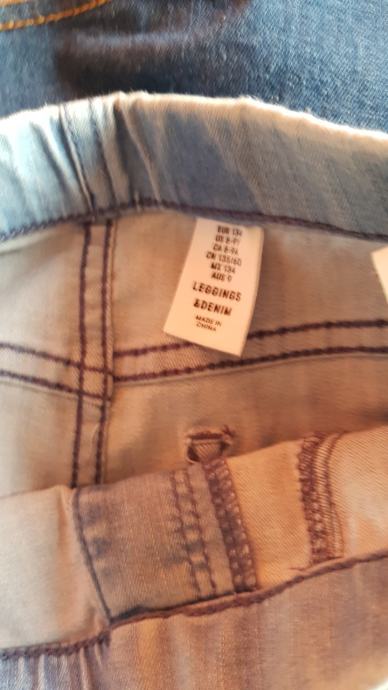 EUR 134
US 8-9Y
CA 8-9Y
CN 135/60
MX 134
AUS 9
LEGGINGS
&DENIM
MADE IN
CHINA